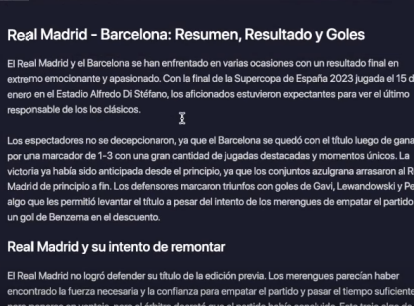 Real Madrid - Barcelona: Resumen, Resultado y Goles
El Real Madrid y el Barcelona se han enfrentado en varias ocasiones con un resultado final en
extremo emocionante y apasionado. Con la final de la Supercopa de España 2023 jugada el 15 d
enero en el Estadio Alfredo Di Stéfano, los aficionados estuvieron expectantes para ver el último
responsable de los los clásicos.
Los espectadores no se decepcionaron, ya que el Barcelona se quedó con el título luego de gana
por una marcador de 1-3 con una gran cantidad de jugadas destacadas y momentos únicos. La
victoria ya había sido anticipada desde el principio, ya que los conjuntos azulgrana arrasaron al R
Madrid de principio a fin. Los defensores marcaron triunfos con goles de Gavi, Lewandowski y Pe
algo que les permitió levantar el título a pesar del intento de los merengues de empatar el partido
un gol de Benzema en el descuento.
Real Madrid y su intento de remontar
El Real Madrid no logró defender su título de la edición previa. Los merengues parecían haber
encontrado la fuerza necesaria y la confianza para empatar el partido y pasar el tiempo suficiente